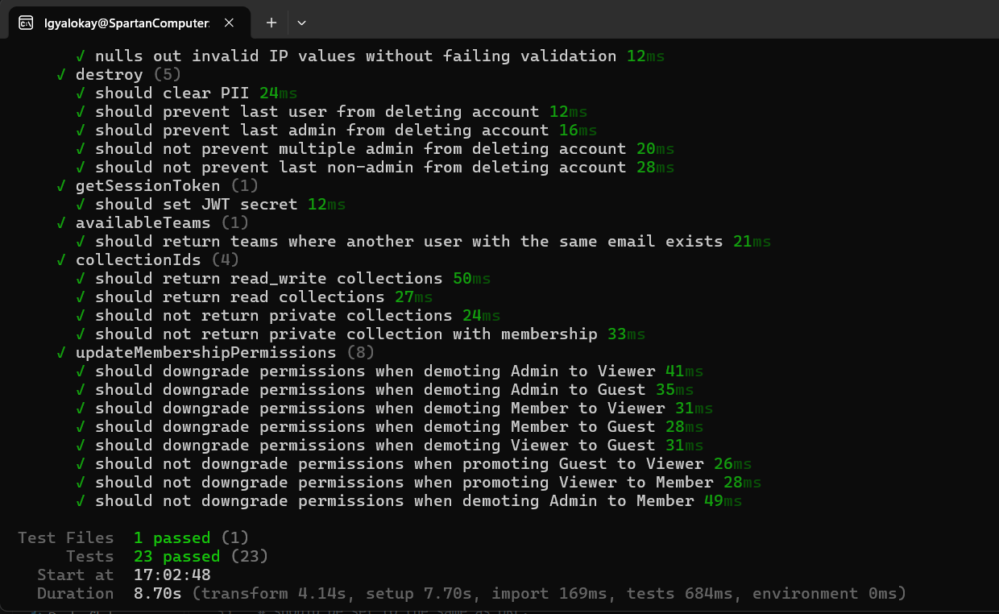 lgyalokay@SpartanComputer:
√ nulls out invalid IP values without failing validation 12ms
√ destroy (5)
√ should clear PII 24ms
√ should prevent last user from deleting account 12ms
√ should prevent last admin from deleting account 16ms
√ should not prevent multiple admin from deleting account 20ms
√ should not prevent last non-admin from deleting account 28ms
√ getSessionToken (1)
√ should set JWT secret 12ms
√ availableTeams (1)
√ should return teams where another user with the same email exists 21ms
√ collectionIds (4)
√ should return read_write collections 50ms
√ should return read collections 27ms
√ should not return private collections 24ms
√ should not return private collection with membership 33ms
√ updateMembershipPermissions (8)
√ should downgrade permissions when demoting Admin to Viewer 41ms
√ should downgrade permissions when demoting Admin to Guest 35ms
√ should downgrade permissions when demoting Member to Viewer 31ms
√ should downgrade permissions when demoting Member to Guest 28ms
√ should downgrade permissions when demoting Viewer to Guest 31ms
√ should not downgrade permissions when promoting Guest to Viewer 26ms
√ should not downgrade permissions when promoting Viewer to Member 28ms
√ should not downgrade permissions when demoting Admin to Member 49ms
Test Files 1 passed (1)
Tests 23 passed (23)
Start at 17:02:48
Duration 8.70s (transform 4.14s, setup 7.70s, import 169ms, tests 684ms, environment 0ms)